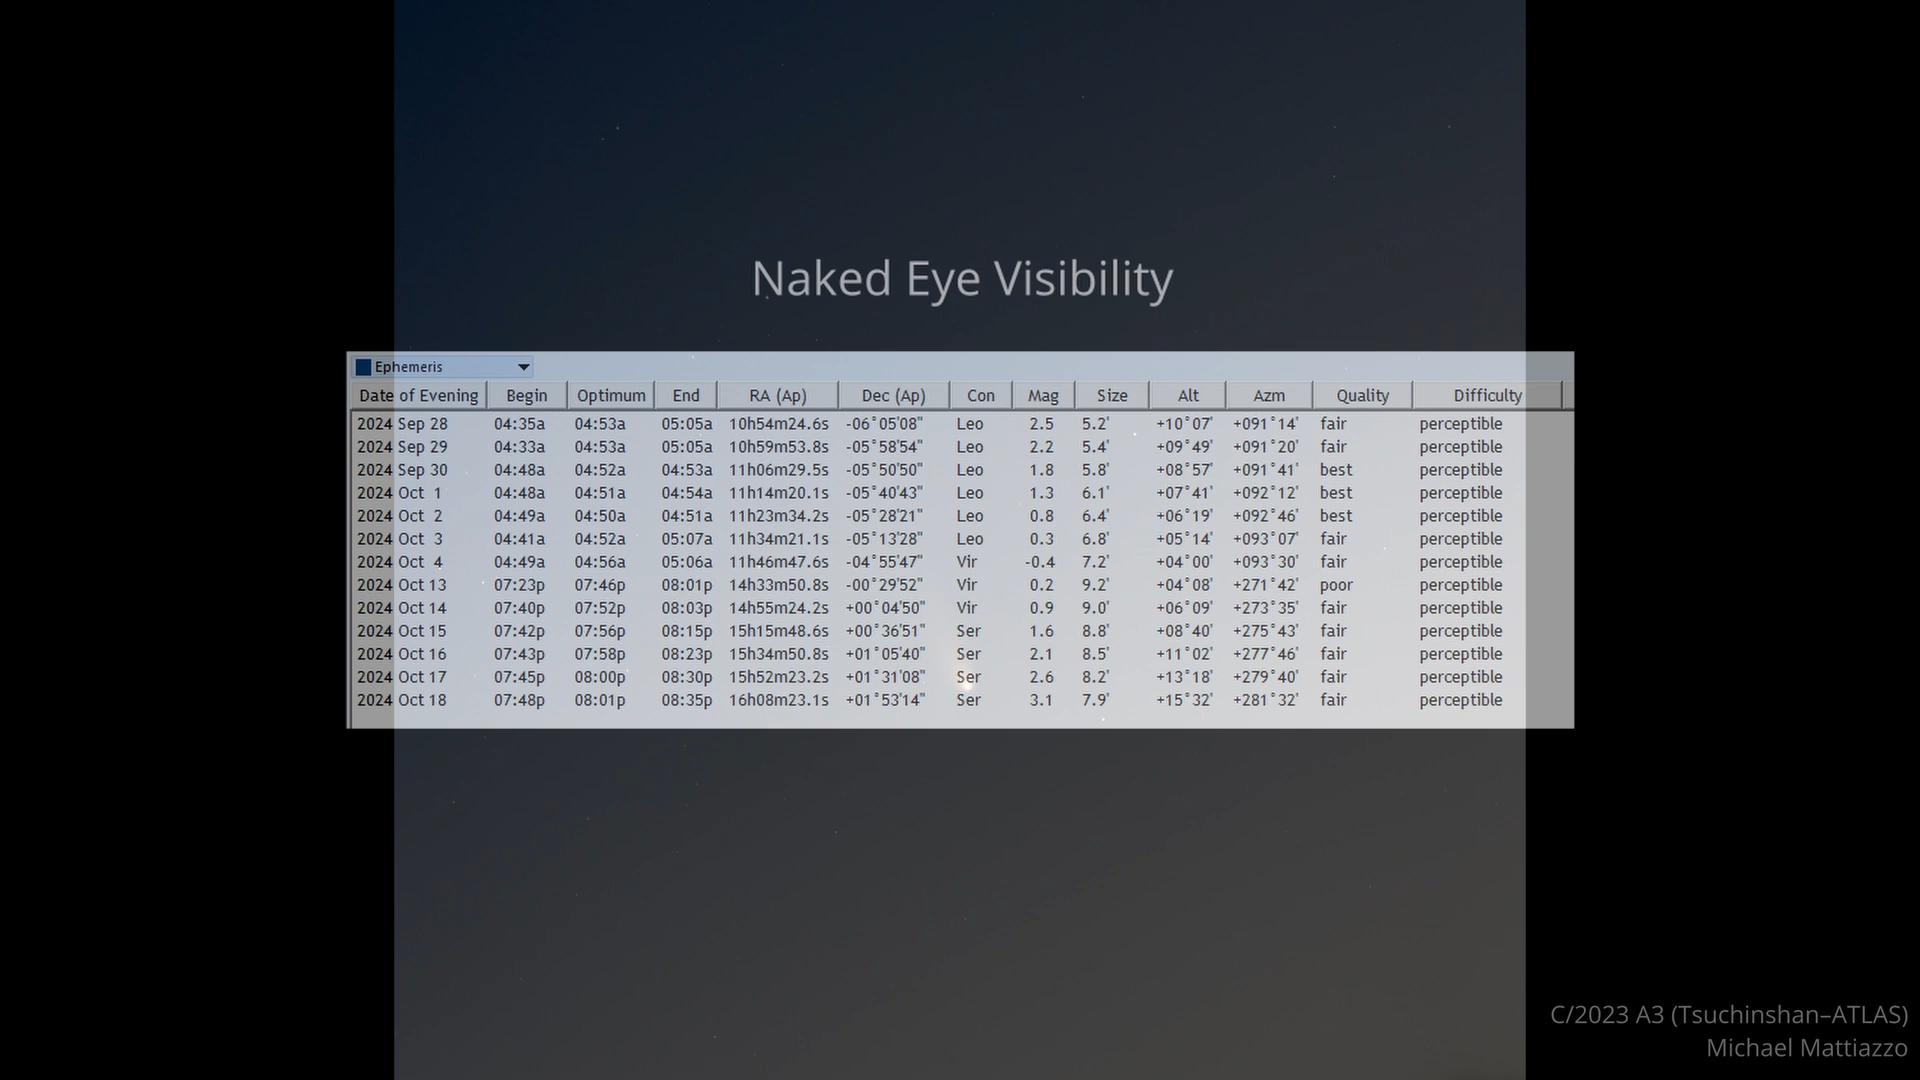 Naked Eye Visibility
Ephemeris
Date of Evening Begin Optimum End RA (Ap) Dec (Ap) Con Mag Size Alt Azm Quality Difficulty
2024 Sep 28 04:35a 04:53a 05:05a 10h54m24.6s -06°05'08" Leo 2.5 5.2' +10°07' +091°14' fair perceptible
2024 Sep 29 04:33a 04:53a 05:05a 10h59m53.8s -05°58'54" Leo 2.2 5.4' +09°49' +091°20' fair perceptible
2024 Sep 30 04:48a 04:52a 04:53a 11h06m29.5s -05°50'50" Leo 1.8 5.8' +08°57' +091°41' best perceptible
2024 Oct 1 04:48a 04:51a 04:54a 11h14m20.1s -05°40'43" Leo 1.3 6.1' +07°41' +092°12' best perceptible
2024 Oct 2 04:49a 04:50a 04:51a 11h23m34.2s -05°28'21" Leo 0.8 6.4' +06°19' +092°46' best perceptible
2024 Oct 3 04:41a 04:52a 05:07a 11h34m21.1s -05°13'28" Leo 0.3 6.8' +05°14' +093°07' fair perceptible
2024 Oct 4 04:49a 04:56a 05:06a 11h46m47.6s -04°55'47" Vir -0.4 7.2' +04°00' +093°30' fair perceptible
2024 Oct 13 07:23p 07:46p 08:01p 14h33m50.8s -00°29'52" Vir 0.2 9.2' +04°08' +271°42' poor perceptible
2024 Oct 14 07:40p 07:52p 08:03p 14h55m24.2s +00°04'50" Vir 0.9 9.0' +06°09' +273°35' fair perceptible
2024 Oct 15 07:42p 07:56p 08:15p 15h15m48.6s +00°36'51" Ser 1.6 8.8' +08°40' +275°43' fair perceptible
2024 Oct 16 07:43p 07:58p 08:23p 15h34m50.8s +01°05'40" Ser 2.1 8.5' +11°02' +277°46' fair perceptible
2024 Oct 17 07:45p 08:00p 08:30p 15h52m23.2s +01°31'08" Ser 2.6 8.2' +13°18' +279°40' fair perceptible
2024 Oct 18 07:48p 08:01p 08:35p 16h08m23.1s +01°53'14" Ser 3.1 7.9' +15°32' +281°32' fair perceptible
C/2023 A3 (Tsuchinshan–ATLAS)
Michael Mattiazzo